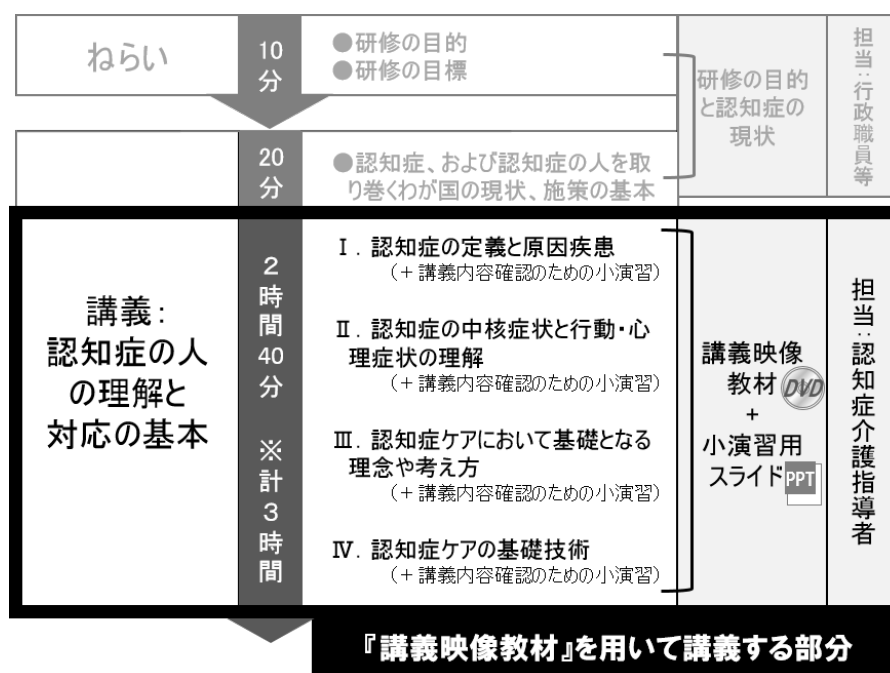 ねらい
10
分
●研修の目的
●研修の目標
研修の目的
と認知症の
現状
担当:行政職員等
20
分
●認知症、および認知症の人を取
り巻くわが国の現状、施策の基本
講義:
認知症の人
の理解と
対応の基本
2
時
間
40
分
※
計
3
時
間
Ⅰ．認知症の定義と原因疾患
(＋講義内容確認のための小演習)
Ⅱ．認知症の中核症状と行動・心
理症状の理解
(＋講義内容確認のための小演習)
Ⅲ．認知症ケアにおいて基礎となる
理念や考え方
(＋講義内容確認のための小演習)
Ⅳ．認知症ケアの基礎技術
(＋講義内容確認のための小演習)
講義映像
教材 DVD
+
小演習用
スライド PPT
担当:認知症介護指導者
『講義映像教材』を用いて講義する部分